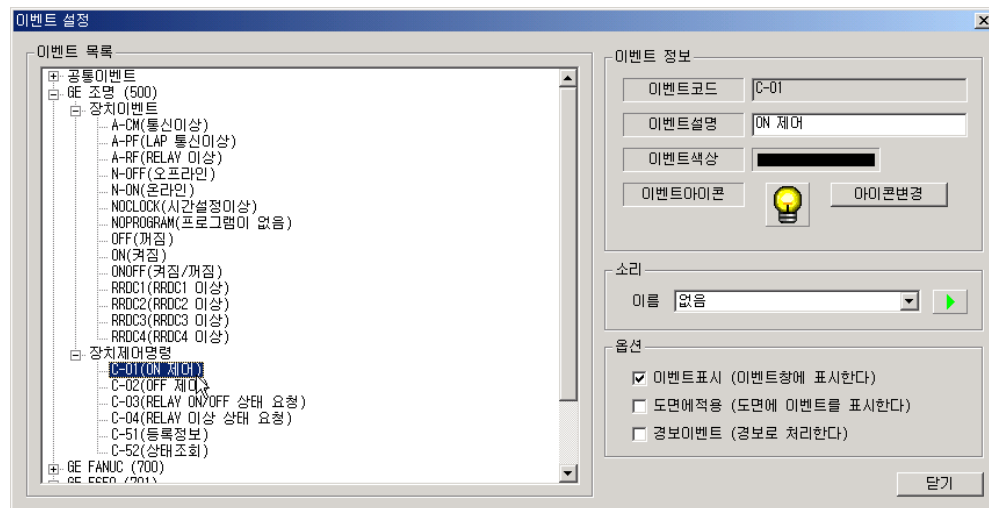 이벤트 설정
이벤트 목록
공통이벤트
GE 조명 (500)
장치이벤트
A-CM(통신이상)
A-PF(LAP 통신이상)
A-RF(RELAY 이상)
N-OFF(오프라인)
N-ON(온라인)
NOCLOCK(시간설정이상)
NOPROGRAM(프로그램이 없음)
OFF(꺼짐)
ON(켜짐)
ONOFF(켜짐/꺼짐)
RRDC1(RRDC1 이상)
RRDC2(RRDC2 이상)
RRDC3(RRDC3 이상)
RRDC4(RRDC4 이상)
장치제어명령
C-01(ON 제어)
C-02(OFF 제어)
C-03(RELAY ON/OFF 상태 요청)
C-04(RELAY 이상 상태 요청)
C-51(등록정보)
C-52(상태조회)
GE FANUC (700)
이벤트 정보
이벤트코드 C-01
이벤트설명 ON 제어
이벤트색상
이벤트아이콘 아이콘변경
소리
이름 없음
옵션
이벤트표시 (이벤트창에 표시한다)
도면에적용 (도면에 이벤트를 표시한다)
경보이벤트 (경보로 처리한다)
닫기